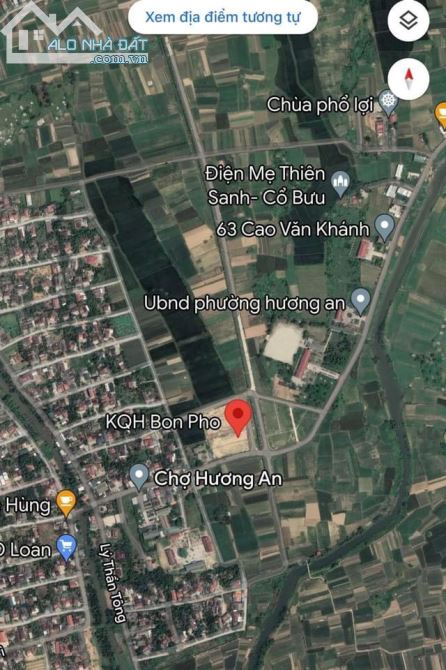 Xem địa điểm tương tự
ALO NHÀ ĐẤT
.com.vn
Chùa phổ lợi
Điện Mẹ Thiên
Sanh- Cổ Bưu
63 Cao Văn Khánh
Ubnd phường hương an
KQH Bon Pho
Chợ Hương An
Hùng
Loan
Lý Thần Tông